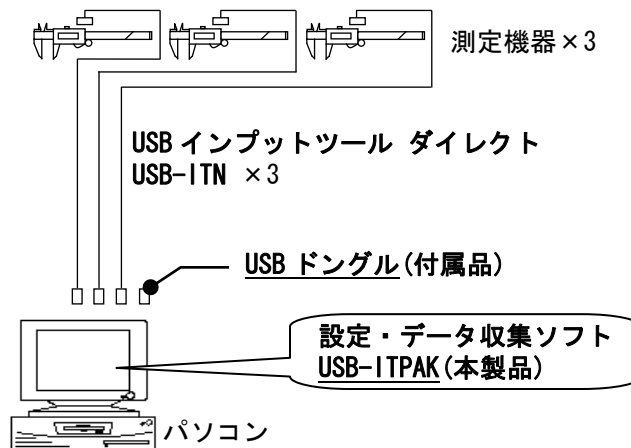 測定機器×3
USB インプットツール ダイレクト
USB-ITN ×3
USB ドングル(付属品)
設定・データ収集ソフト
USB-ITPAK(本製品)
パソコン